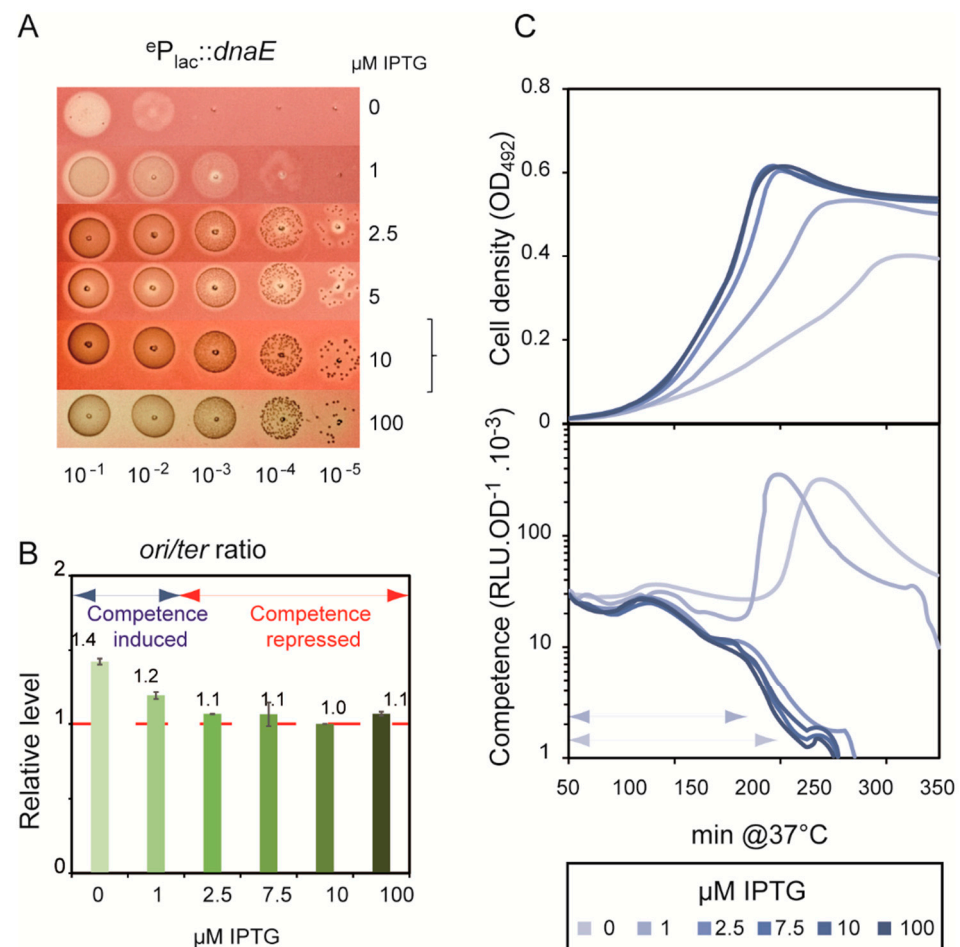 A
ePlac::dnaE
µM IPTG
0
1
2.5
5
10
100
10-1 10-2 10-3 10-4 10-5
B
ori/ter ratio
2
Competence induced
Competence repressed
1.4
1.2
1.1
1.1
1.0
1.1
1
0
Relative level
0 1 2.5 7.5 10 100
µM IPTG
C
0.8
0.6
0.4
0.2
0
Cell density (OD492)
100
10
1
Competence (RLU.OD-1 .10-3)
50 100 150 200 250 300 350
min @37°C
µM IPTG
0 1 2.5 7.5 10 100